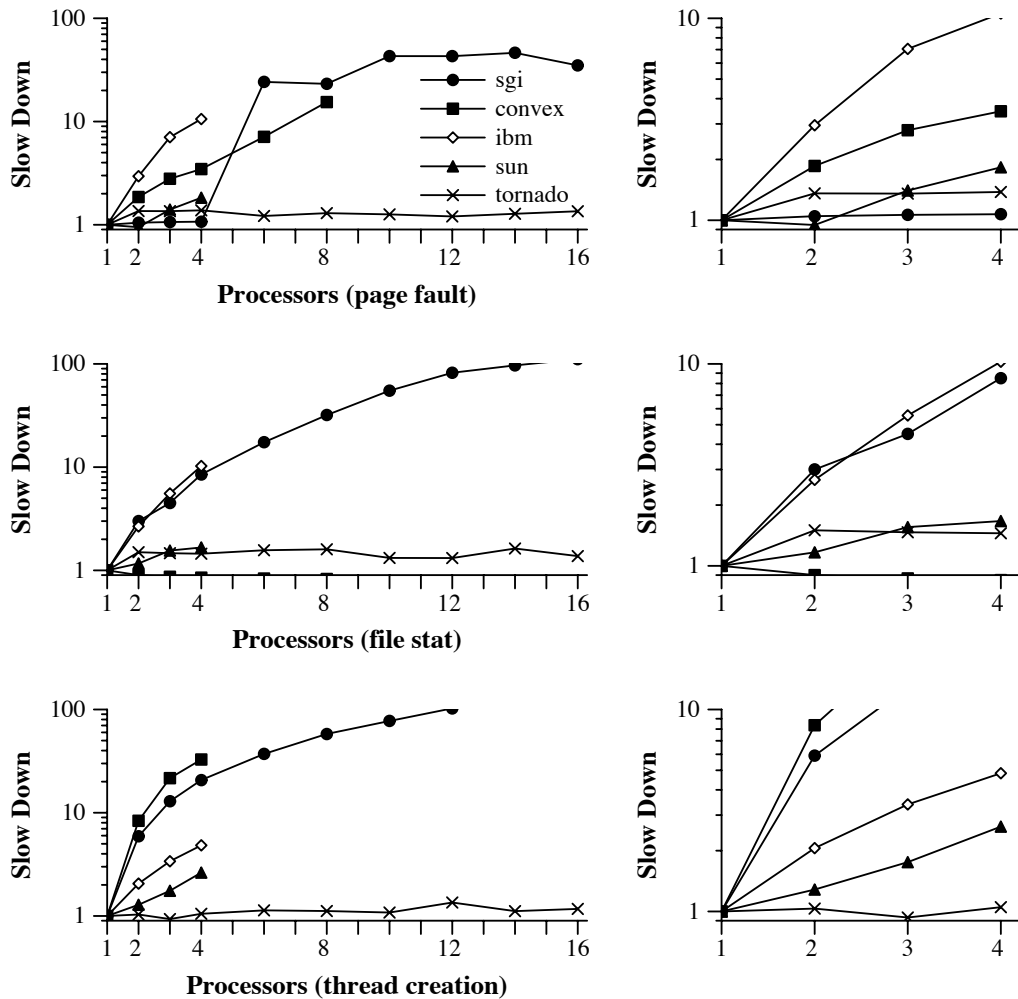 100
10
1
Slow Down
sgi
convex
ibm
sun
tornado
1 2 4 8 12 16
Processors (page fault)
10
1
Slow Down
1 2 3 4
100
10
1
Slow Down
1 2 4 8 12 16
Processors (file stat)
10
1
Slow Down
1 2 3 4
100
10
1
Slow Down
1 2 4 8 12 16
Processors (thread creation)
10
1
Slow Down
1 2 3 4